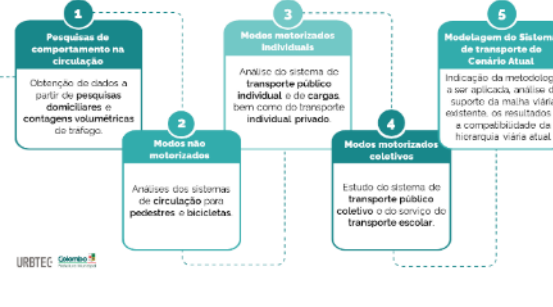 1
Pesquisas de
comportamento na
circulação
Obtenção de dados a
partir de pesquisas
domiciliares e
contagens volumétricas
de tráfego.
2
Modos não
motorizados
Análises dos sistemas
de circulação para
pedestres e bicicletas.
3
Modos motorizados
individuais
Análise do sistema de
transporte público
individual e de cargas,
bem como do transporte
individual privado.
4
Modos motorizados
coletivos
Estudo do sistema de
transporte público
coletivo e do serviço de
transporte escolar.
5
Modelagem do Sistema
de transporte do
Cenário Atual
Indicação da metodolog
a ser aplicada, análise d
suporte da malha viária
existente, os resultados
a compatibilidade da
hierarquia viária atual
URBTEC
Colombo